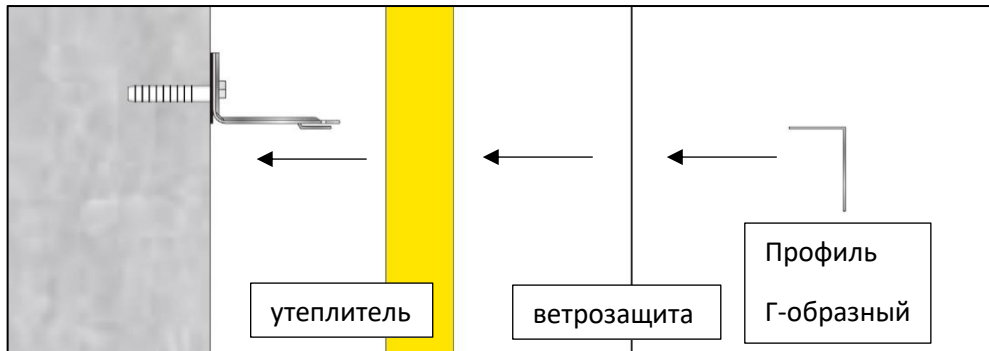 утеплитель
ветрозащита
Профиль
Г-образный